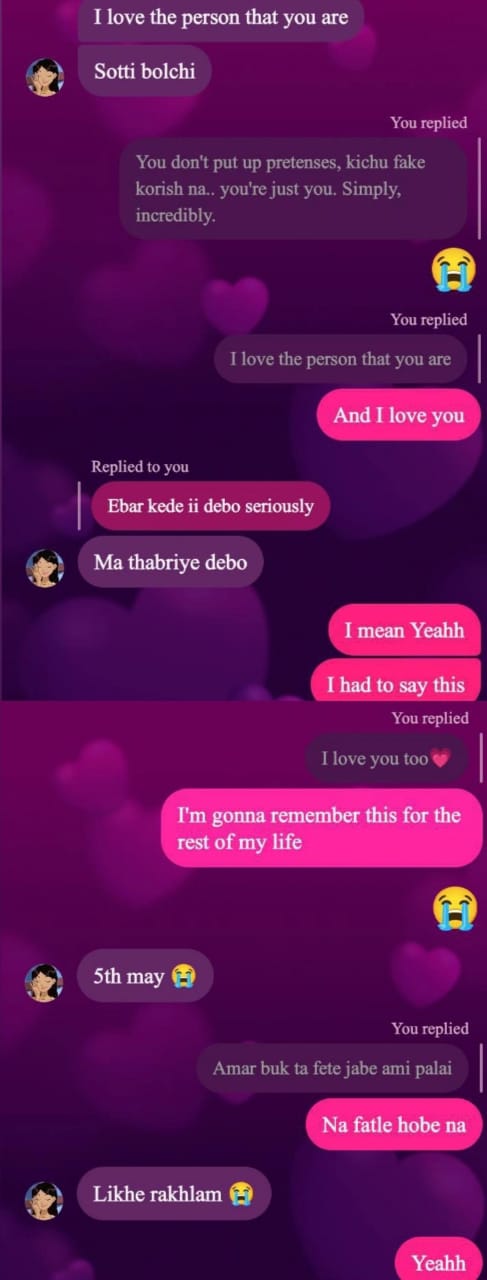 I love the person that you are
Sotti bolchi
You replied
You don't put up pretenses, kichu fake
korish na.. you're just you. Simply,
incredibly.
😭
You replied
I love the person that you are
And I love you
Replied to you
Ebar kede ii debo seriously
Ma thabriye debo
I mean Yeahh
I had to say this
You replied
I love you too💗
I'm gonna remember this for the
rest of my life
😭
5th may 😭
You replied
Amar buk ta fete jabe ami palai
Na fatle hobe na
Likhe rakhlam 😭
Yeahh